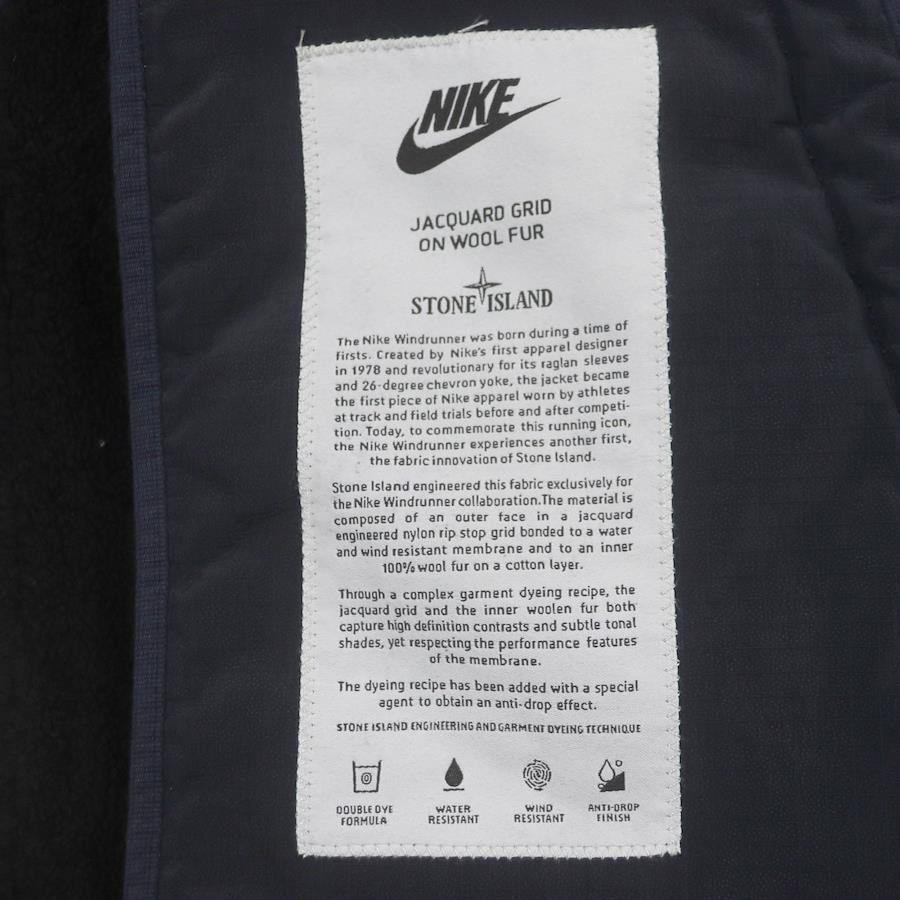 NIKE
JACQUARD GRID
ON WOOL FUR
STONE ISLAND
The Nike Windrunner was born during a time of
firsts. Created by Nike's first apparel designer
in 1978 and revolutionary for its raglan sleeves
and 26-degree chevron yoke, the jacket became
the first piece of Nike apparel worn by athletes
at track and field trials before and after competi-
tion. Today, to commemorate this running icon,
the Nike Windrunner experiences another first,
the fabric innovation of Stone Island.
Stone Island engineered this fabric exclusively for
the Nike Windrunner collaboration.The material is
composed of an outer face in a jacquard
engineered nylon rip stop grid bonded to a water
and wind resistant membrane and to an inner
100% wool fur on a cotton layer.
Through a complex garment dyeing recipe, the
jacquard grid and the inner woolen fur both
capture high definition contrasts and subtle tonal
shades, yet respecting the performance features
of the membrane.
The dyeing recipe has been added with a special
agent to obtain an anti-drop effect.
STONE ISLAND ENGINEERING AND GARMENT DYEING TECHNIQUE
DOUBLE DYE
FORMULA
WATER
RESISTANT
WIND
RESISTANT
ANTI-DROP
FINISH